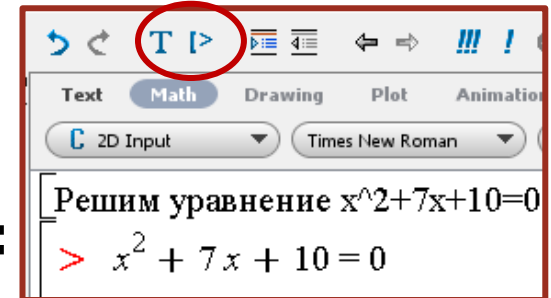 T [> !!! !
Text Math Drawing Plot Animation
C 2D Input Times New Roman
Решим уравнение x^2+7x+10=0
> x² + 7x + 10 = 0
: